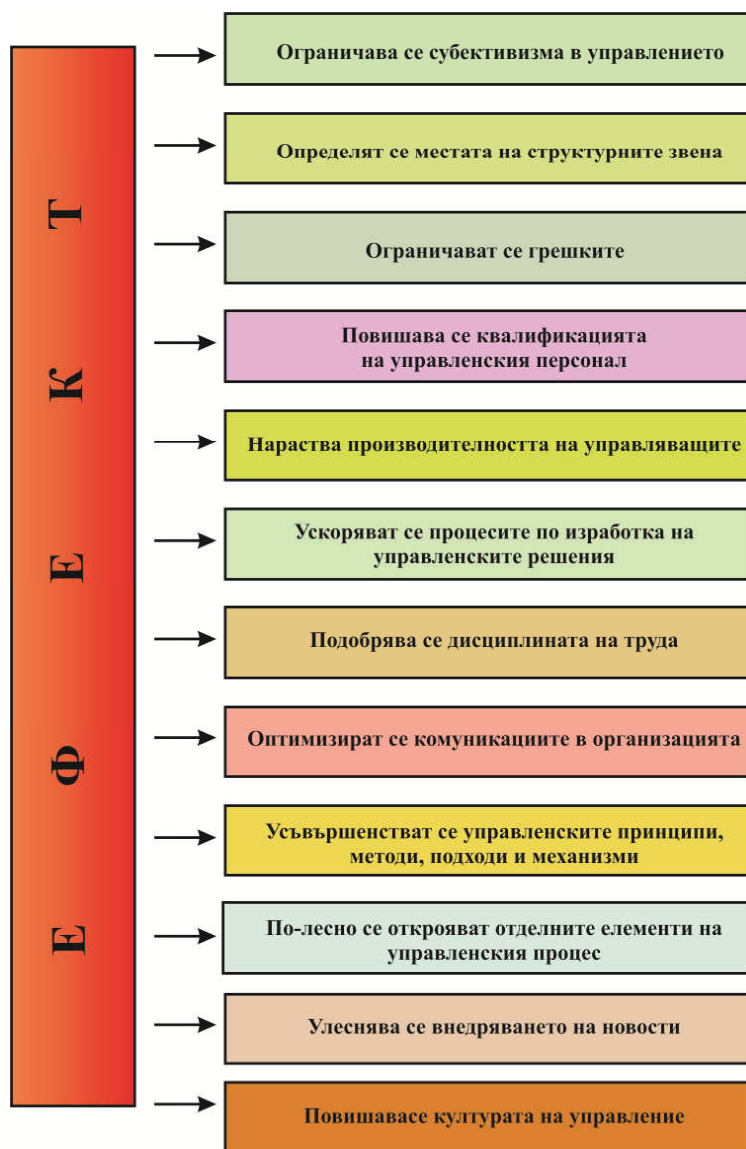 ЕФЕКТ
Ограничава се субективизма в управлението
Определят се местата на структурните звена
Ограничават се грешките
Повишава се квалификацията
на управленския персонал
Нараства производителността на управляващите
Ускоряват се процесите по изработка на
управленските решения
Подобрява се дисциплината на труда
Оптимизират се комуникациите в организацията
Усъвършенстват се управленските принципи,
методи, подходи и механизми
По-лесно се открояват отделните елементи на
управленския процес
Улеснява се внедряването на новости
Повишавасе културата на управление